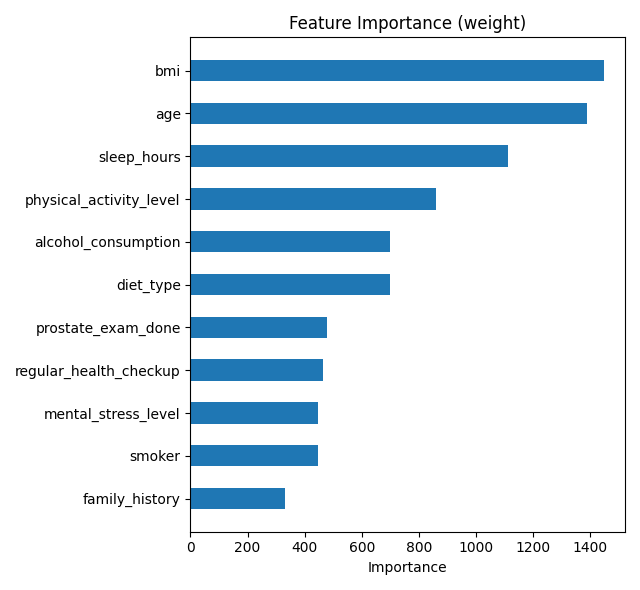 Feature Importance (weight)
bmi
age
sleep_hours
physical_activity_level
alcohol_consumption
diet_type
prostate_exam_done
regular_health_checkup
mental_stress_level
smoker
family_history
0 200 400 600 800 1000 1200 1400
Importance